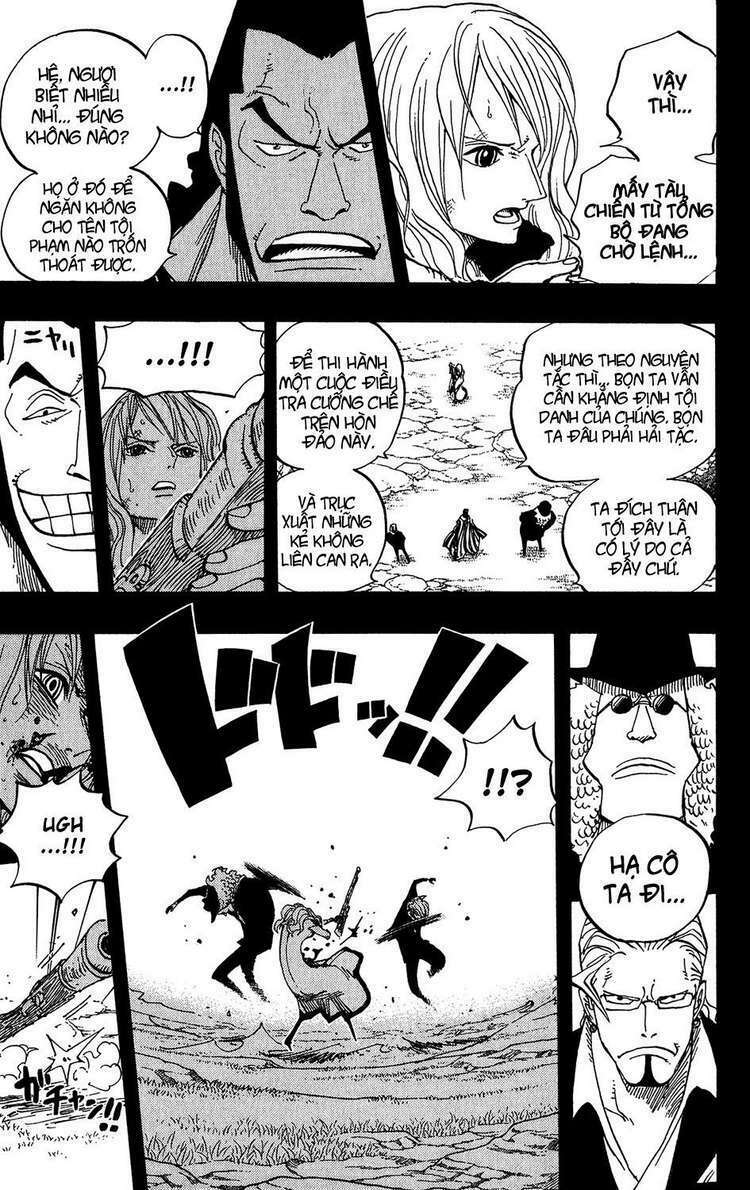 VẬY
THÌ...
MẤY TÀU
CHIẾN TỪ TỔNG
BỘ ĐANG
CHỜ LỆNH...
...!!
HỆ, NGƯƠI
BIẾT NHIỀU
NHỈ... ĐÚNG
KHÔNG NÀO?
HỌ Ở ĐÓ ĐỂ
NGĂN KHÔNG
CHO TÊN TỘI
PHẠM NÀO TRỐN
THOÁT ĐƯỢC.
NHƯNG THEO NGUYÊN
TẮC THÌ... BỌN TA VẪN
CẦN KHẲNG ĐỊNH TỘI
DANH CỦA CHÚNG, BỌN
TA ĐÂU PHẢI HẢI TẶC.
TA ĐÍCH THÂN
TỚI ĐÂY LÀ
CÓ LÝ DO CẢ
ĐẤY CHỨ.
ĐỂ THI HÀNH
MỘT CUỘC ĐIỀU
TRA CƯỠNG CHẾ
TRÊN HÒN
ĐẢO NÀY.
VÀ TRỤC
XUẤT NHỮNG
KẺ KHÔNG
LIÊN CAN RA.
...!!!
ニヤッ
HẠ CÔ
TA ĐI...
!!?
ドドッ!!
UGH
...!!!
ガチャン!!